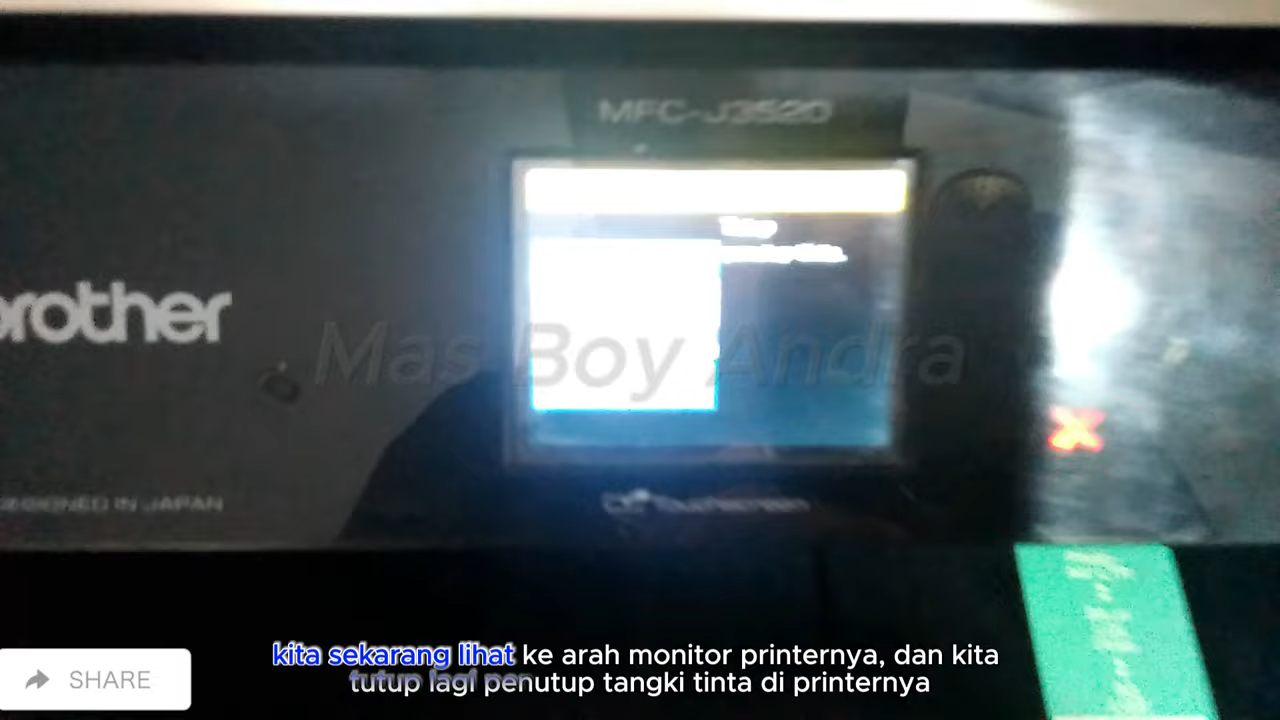 MFC-J3520
brother
Mas Boy Andra
DESIGNED IN JAPAN
Touchscreen
kita sekarang lihat ke arah monitor printernya, dan kita
tutup lagi penutup tangki tinta di printernya
SHARE